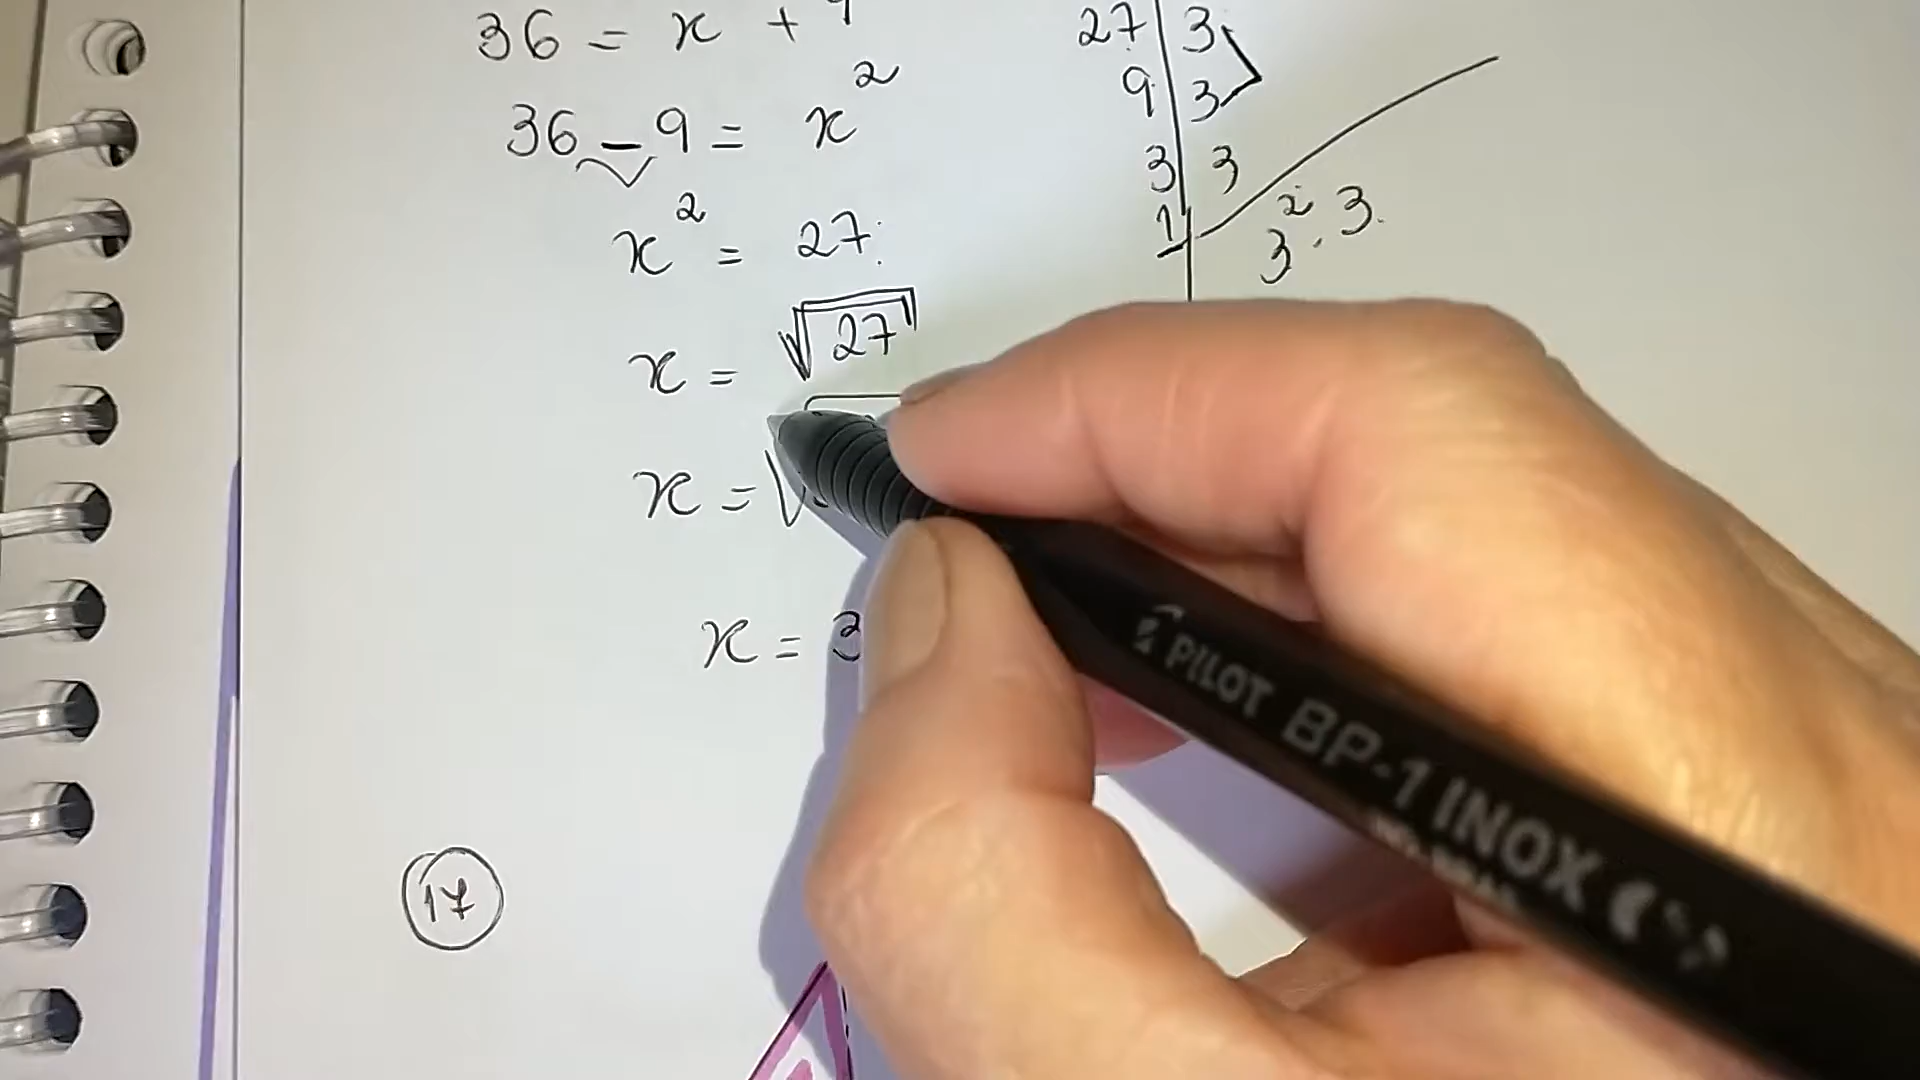 36 = x +
36 - 9 = x²
x² = 27
x = √27
x = √
x = 3
17
27 3
9 3
3 3
1
3² . 3
PILOT BP-1 INOX